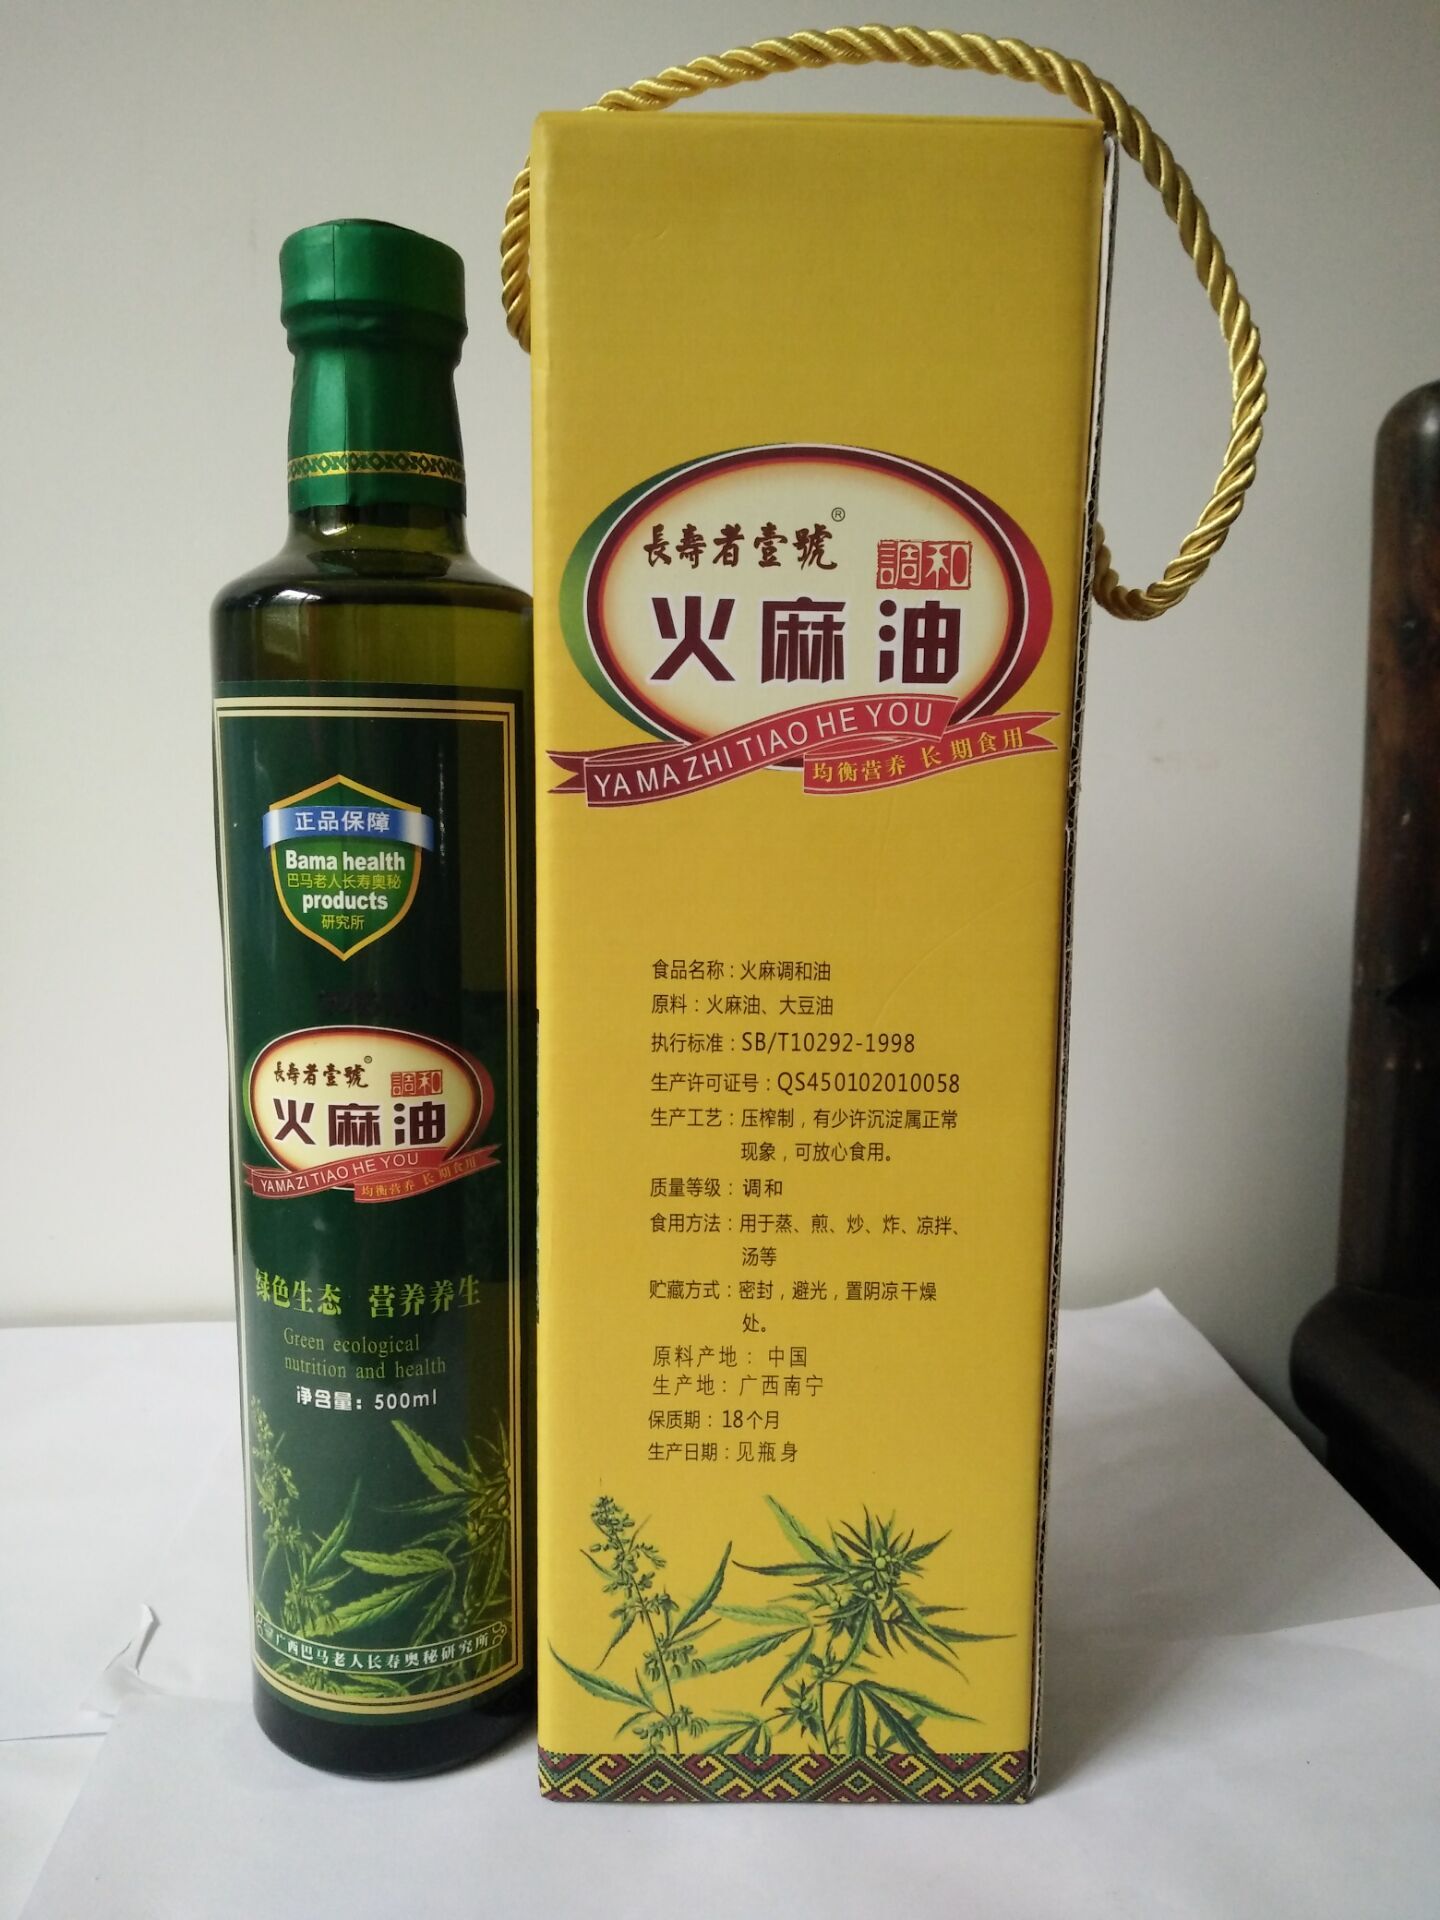 正品保障
Bama health
巴马老人长寿奥秘
products
研究所
長壽者壹號®
調和
火麻油
YAMAZI TIAO HE YOU
均衡营养 长期食用
绿色生态 营养养生
Green ecological
nutrition and health
净含量：500ml
广西巴马老人长寿奥秘研究所
長壽者壹號®
調和
火麻油
YA MA ZHI TIAO HE YOU
均衡营养 长期食用
食品名称：火麻调和油
原料：火麻油、大豆油
执行标准：SB/T10292-1998
生产许可证号：QS450102010058
生产工艺：压榨制，有少许沉淀属正常
现象，可放心食用。
质量等级：调和
食用方法：用于蒸、煎、炒、炸、凉拌、
汤等
贮藏方式：密封，避光，置阴凉干燥
处。
原料产地：中国
生产地：广西南宁
保质期：18个月
生产日期：见瓶身